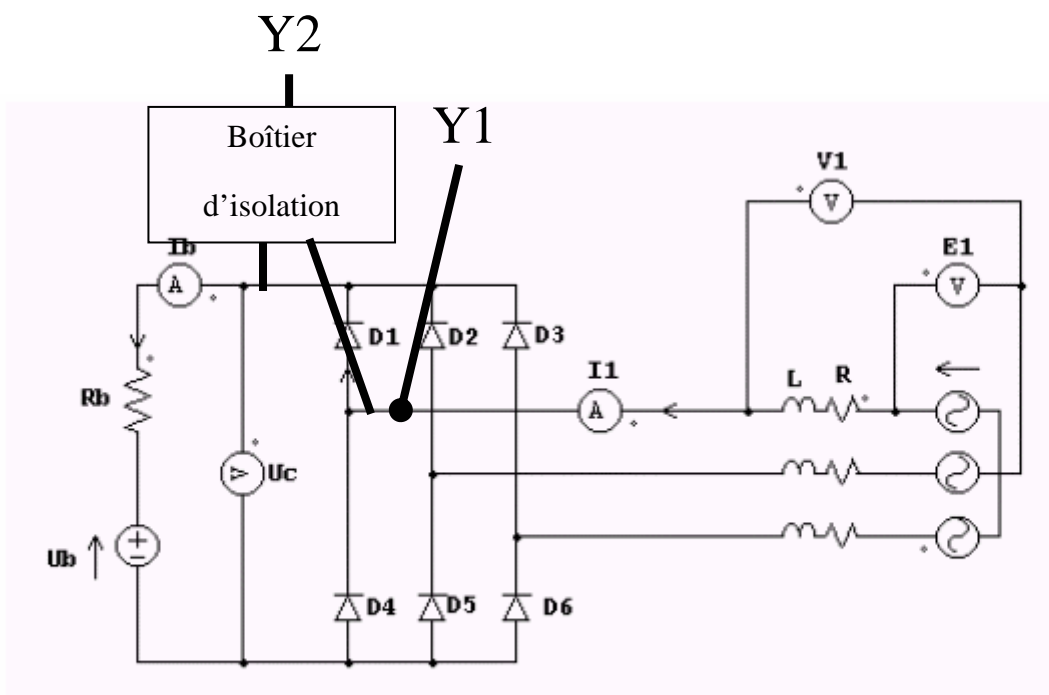 Y2
Boîtier
d'isolation
Y1
V1
Ib
E1
A
V
V
D1
D2
D3
I1
L
R
Rb
A
V
Uc
Ub
D4
D5
D6